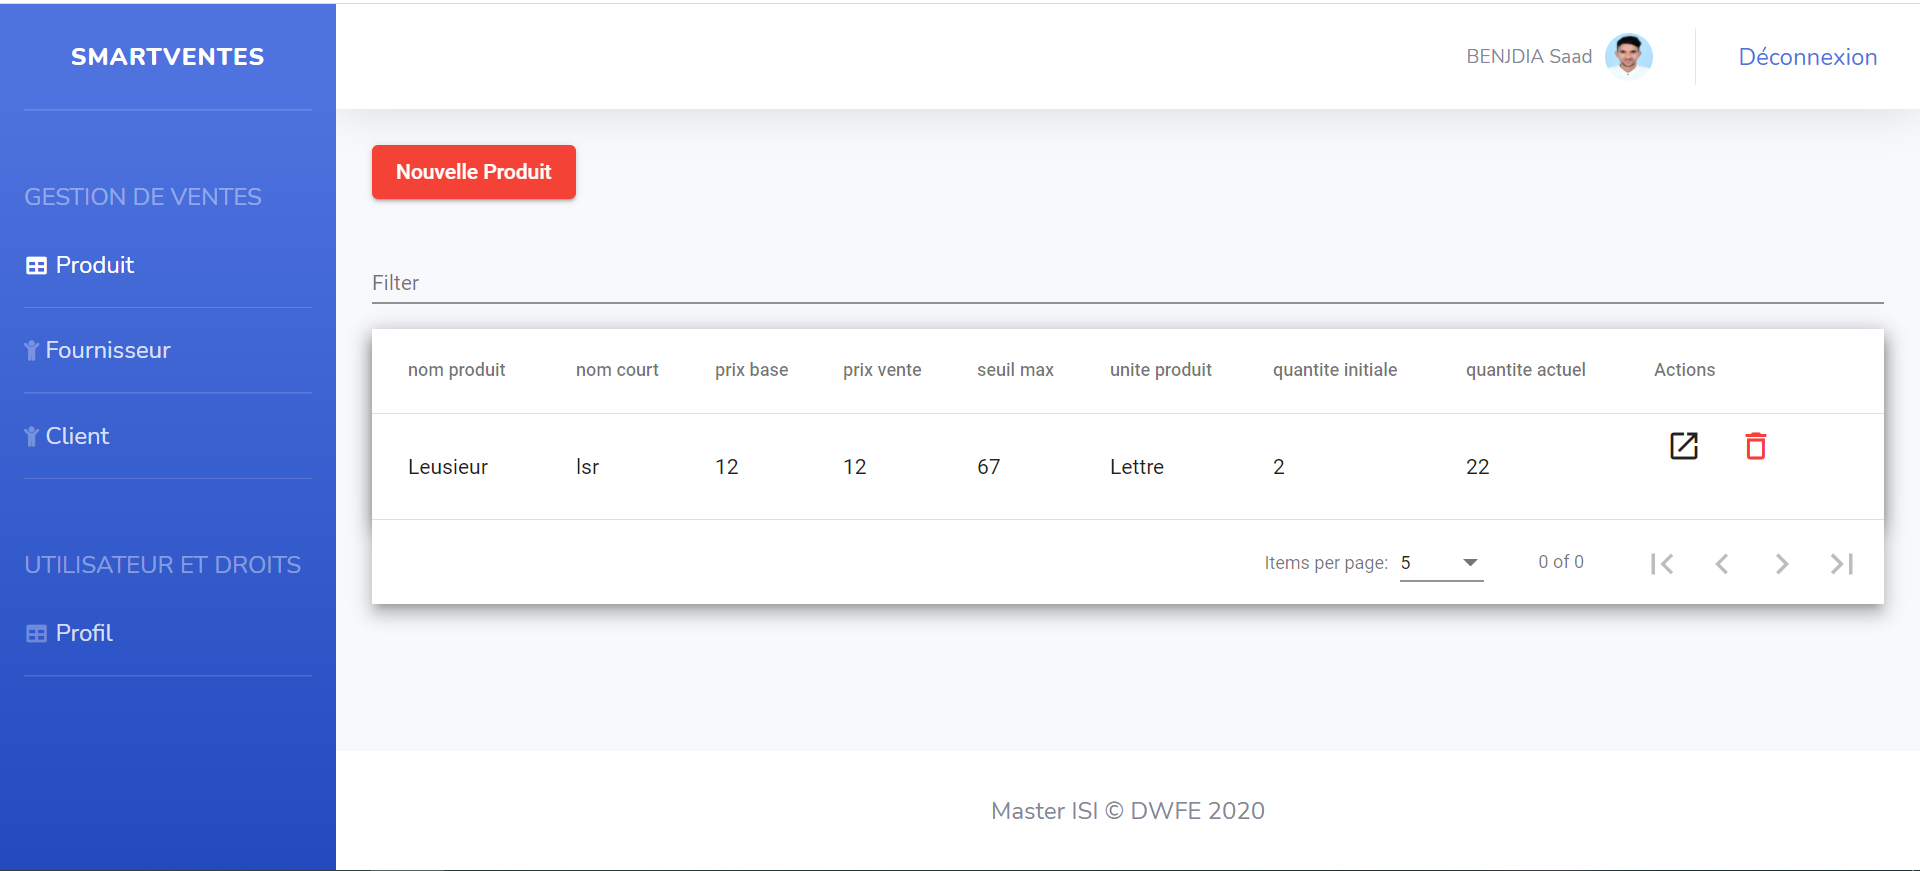 SMARTVENTES
BENJDIA Saad
Déconnexion
GESTION DE VENTES
Produit
Fournisseur
Client
UTILISATEUR ET DROITS
Profil
Nouvelle Produit
Filter
nom produit nom court prix base prix vente seuil max unite produit quantite initiale quantite actuel Actions
Leusieur lsr 12 12 67 Lettre 2 22
Items per page: 5 0 of 0
Master ISI © DWFE 2020